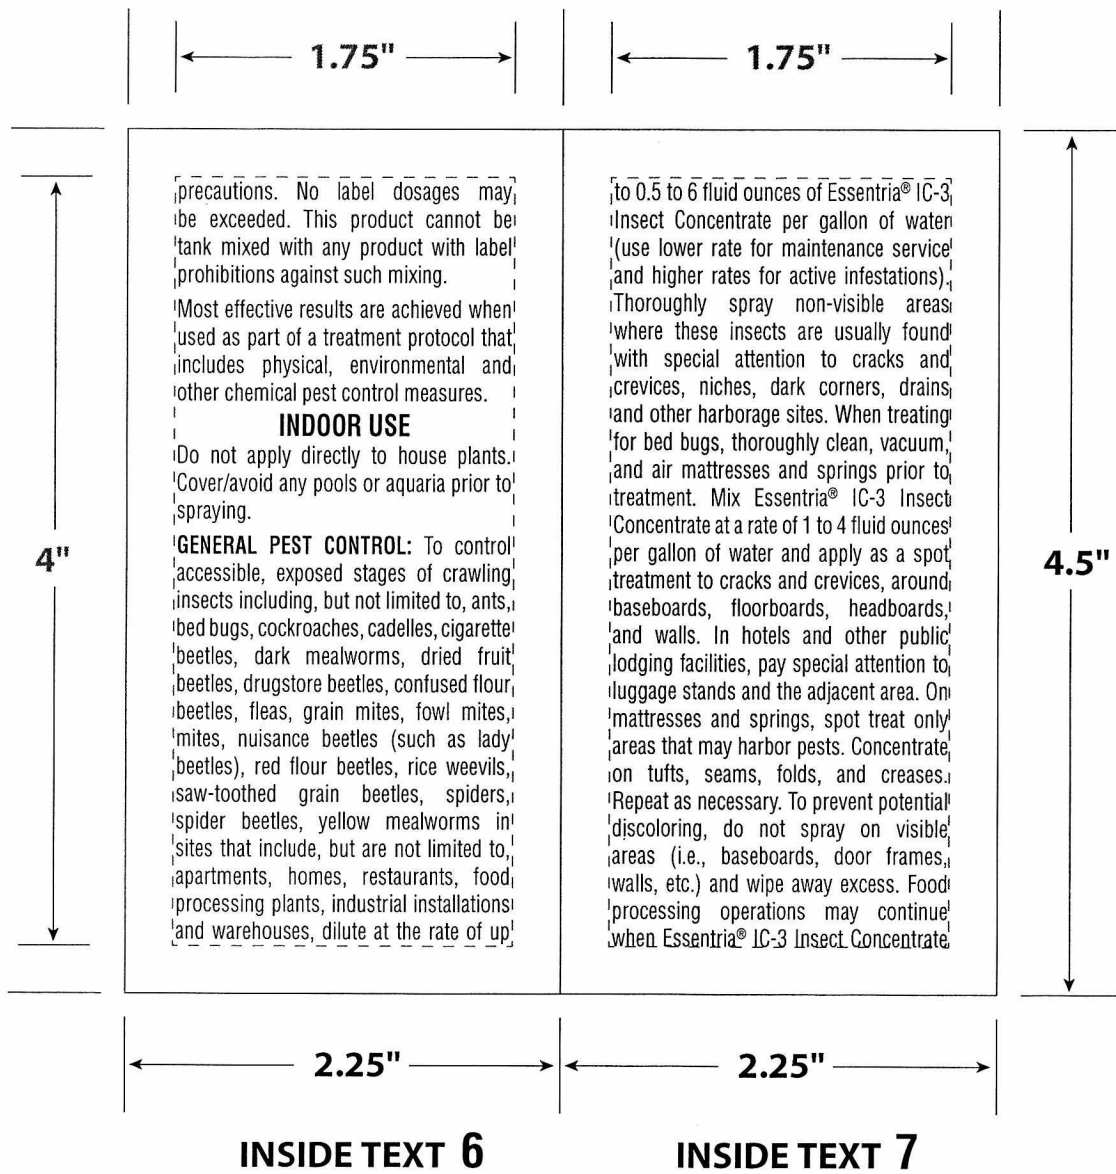 1.75"
1.75"
precautions. No label dosages may
be exceeded. This product cannot be
tank mixed with any product with label
prohibitions against such mixing.
Most effective results are achieved when
used as part of a treatment protocol that
includes physical, environmental and
other chemical pest control measures.
INDOOR USE
Do not apply directly to house plants.
Cover/avoid any pools or aquaria prior to
spraying.
GENERAL PEST CONTROL: To control
accessible, exposed stages of crawling
insects including, but not limited to, ants,
bed bugs, cockroaches, cadelles, cigarette
beetles, dark mealworms, dried fruit
beetles, drugstore beetles, confused flour
beetles, fleas, grain mites, fowl mites,
mites, nuisance beetles (such as lady
beetles), red flour beetles, rice weevils,
saw-toothed grain beetles, spiders,
spider beetles, yellow mealworms in
sites that include, but are not limited to,
apartments, homes, restaurants, food
processing plants, industrial installations
and warehouses, dilute at the rate of up
to 0.5 to 6 fluid ounces of Essentria® IC-3
Insect Concentrate per gallon of water
(use lower rate for maintenance service
and higher rates for active infestations).
Thoroughly spray non-visible areas
where these insects are usually found
with special attention to cracks and
crevices, niches, dark corners, drains
and other harborage sites. When treating
for bed bugs, thoroughly clean, vacuum,
and air mattresses and springs prior to
treatment. Mix Essentria® IC-3 Insect
Concentrate at a rate of 1 to 4 fluid ounces
per gallon of water and apply as a spot
treatment to cracks and crevices, around
baseboards, floorboards, headboards,
and walls. In hotels and other public
lodging facilities, pay special attention to
luggage stands and the adjacent area. On
mattresses and springs, spot treat only
areas that may harbor pests. Concentrate
on tufts, seams, folds, and creases.
Repeat as necessary. To prevent potential
discoloring, do not spray on visible
areas (i.e., baseboards, door frames,
walls, etc.) and wipe away excess. Food
processing operations may continue
when Essentria® IC-3 Insect Concentrate
4"
4.5"
2.25"
2.25"
INSIDE TEXT 6
INSIDE TEXT 7